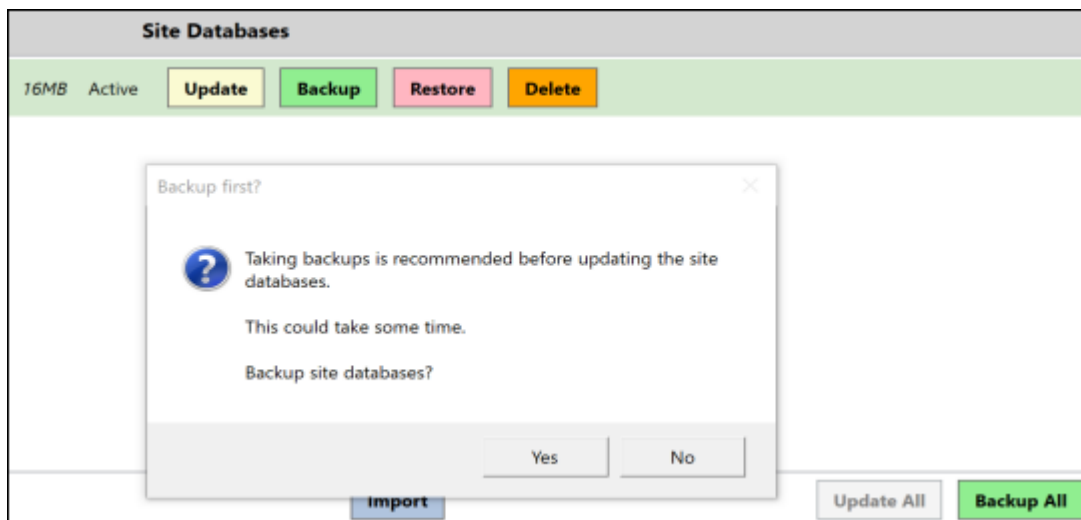 Site Databases
16MB Active Update Backup Restore Delete
Backup first?
Taking backups is recommended before updating the site
databases.
This could take some time.
Backup site databases?
Yes No
Import Update All Backup All